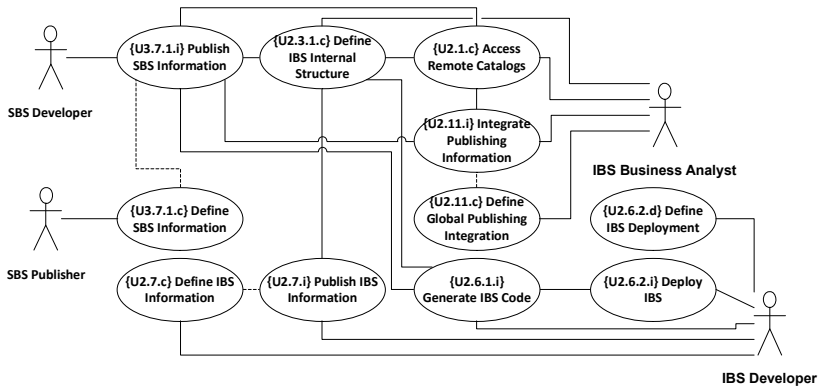 {U3.7.1.i} Publish
SBS Information
{U2.3.1.c} Define
IBS Internal
Structure
{U2.1.c} Access
Remote Catalogs
SBS Developer
{U2.11.i} Integrate
Publishing
Information
IBS Business Analyst
{U3.7.1.c} Define
SBS Information
{U2.11.c} Define
Global Publishing
Integration
{U2.6.2.d} Define
IBS Deployment
SBS Publisher
{U2.7.c} Define IBS
Information
{U2.7.i} Publish IBS
Information
{U2.6.1.i}
Generate IBS Code
{U2.6.2.i} Deploy
IBS
IBS Developer